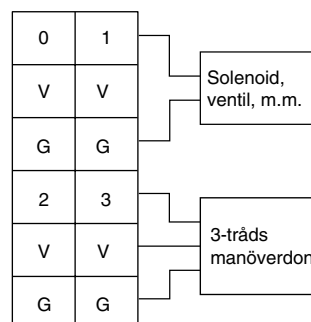 0 1
V V
G G
2 3
V V
G G
Solenoid,
ventil, m.m.
3-tråds
manöverdon